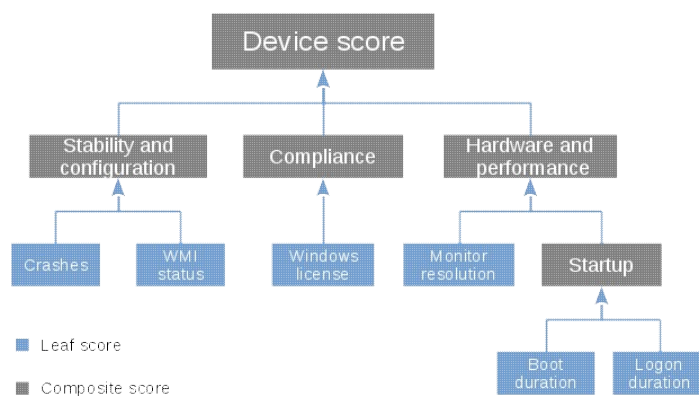 Device score
Stability and
configuration
Compliance
Hardware and
performance
Crashes
WMI
status
Windows
license
Monitor
resolution
Startup
Leaf score
Boot
duration
Logon
duration
Composite score